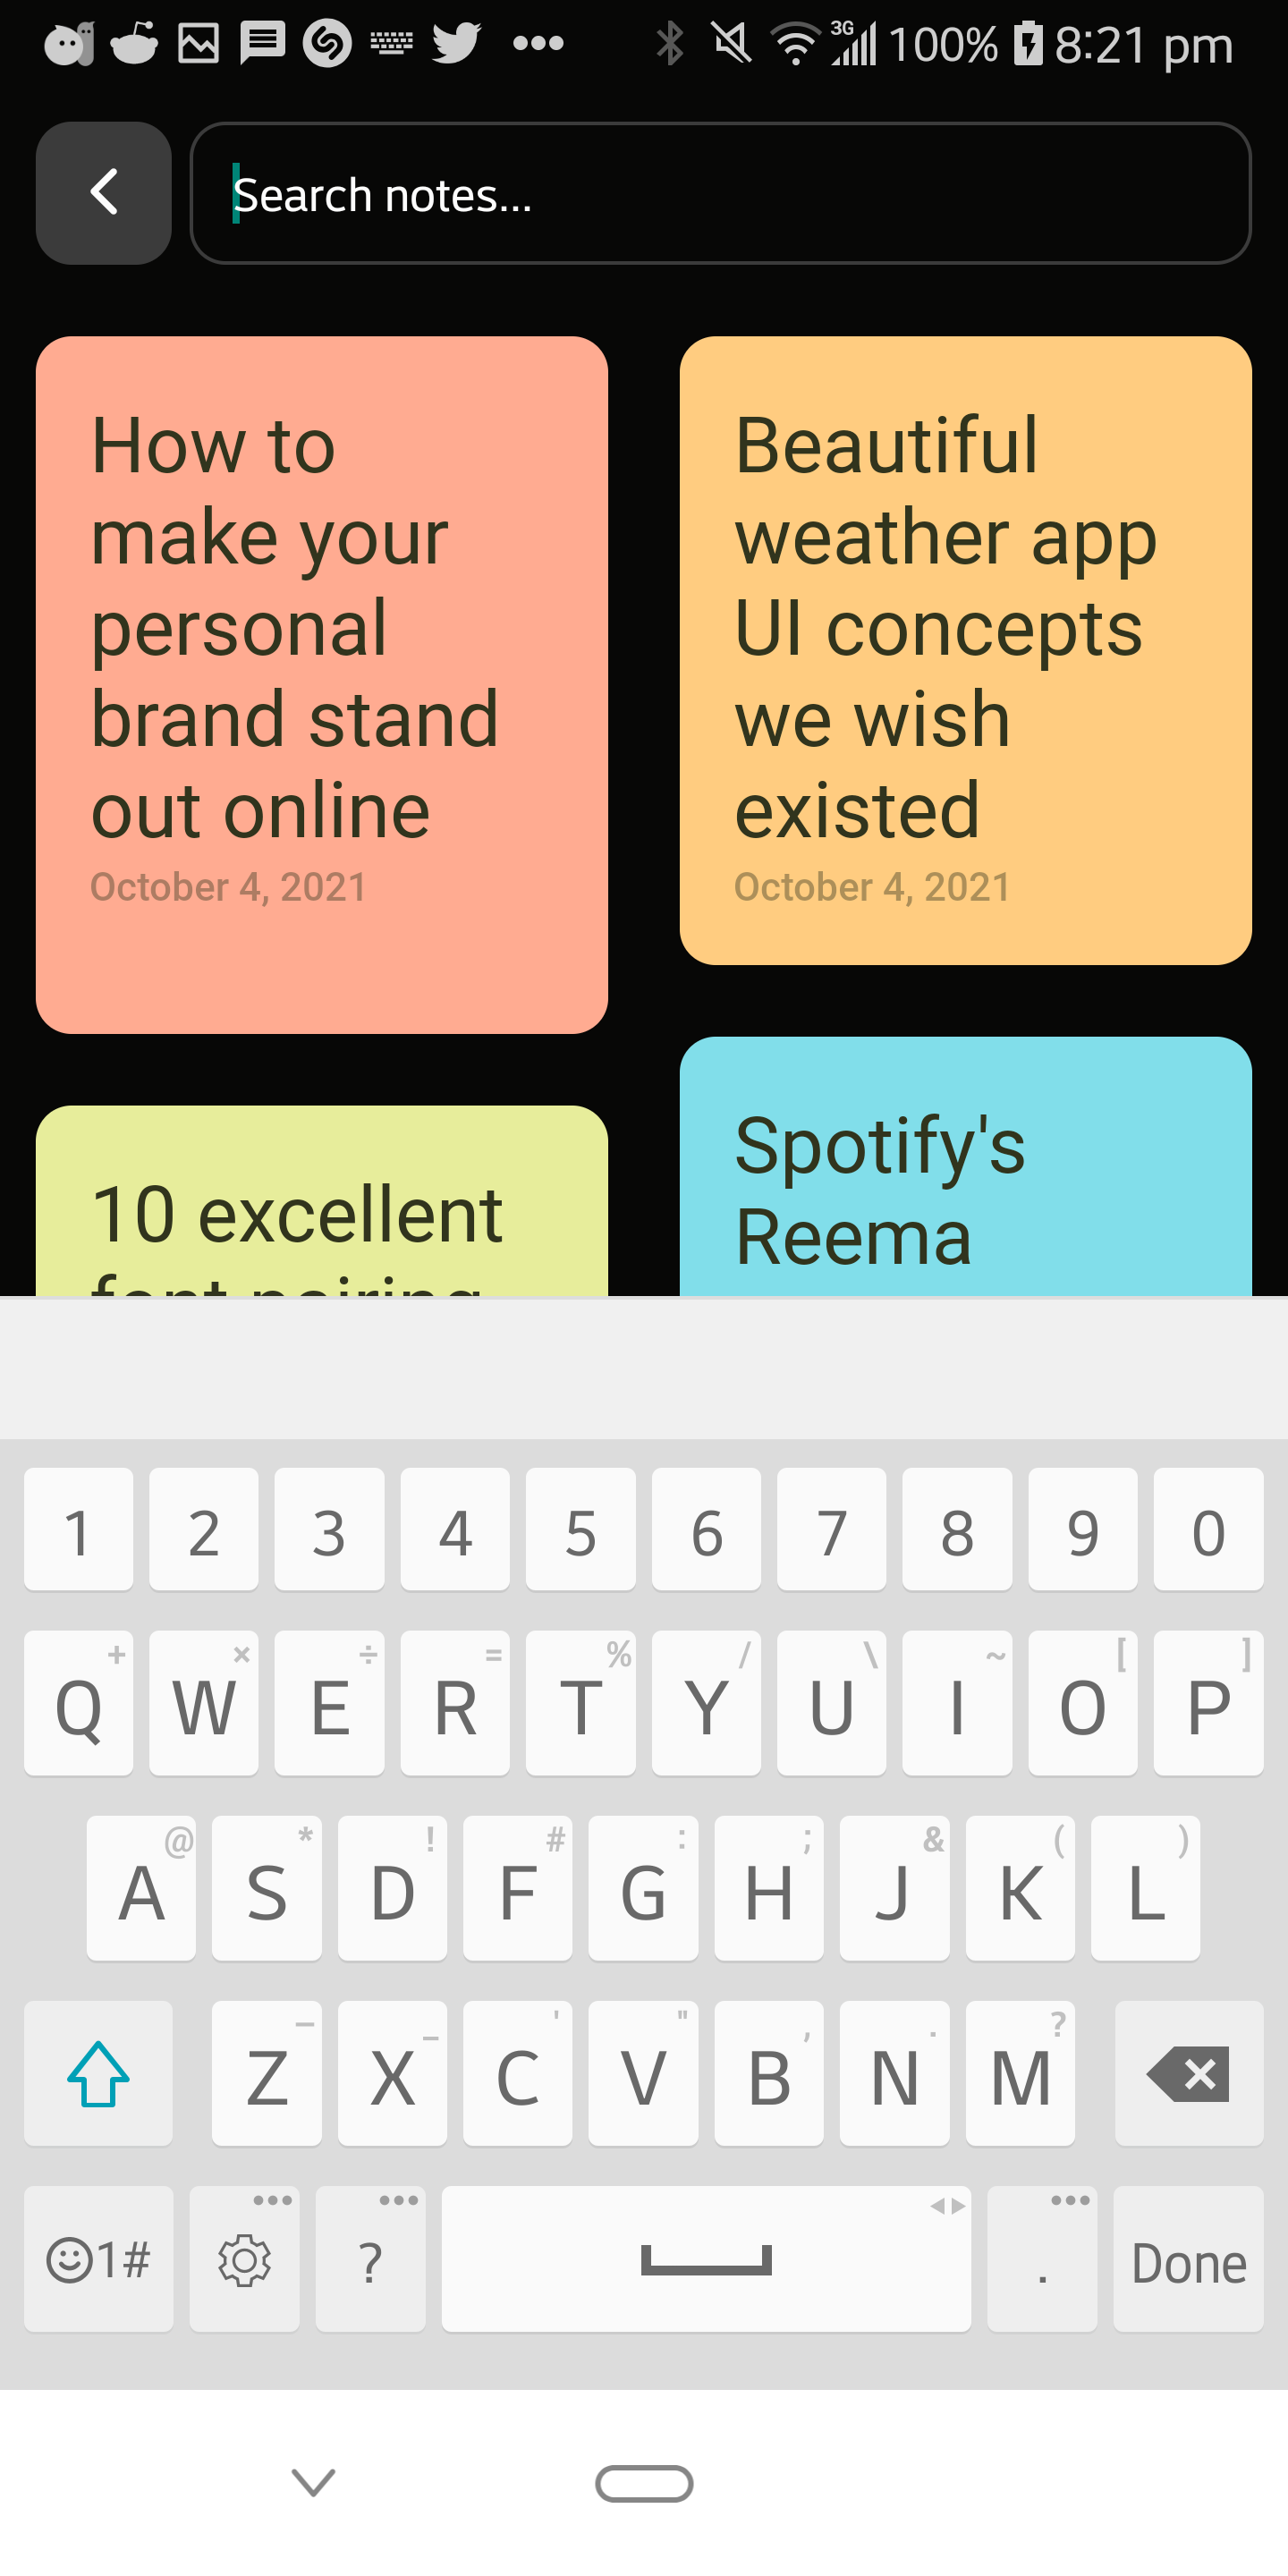 3G 100% 8:21 pm
Search notes...
How to
make your
personal
brand stand
out online
October 4, 2021
Beautiful
weather app
UI concepts
we wish
existed
October 4, 2021
10 excellent
font pairing
Spotify's
Reema
1 2 3 4 5 6 7 8 9 0
+ × ÷ = % / \ ~ [ ]
Q W E R T Y U I O P
@ * ! # : ; & ( )
A S D F G H J K L
– _ ' " , . ?
Z X C V B N M
1# ? . Done